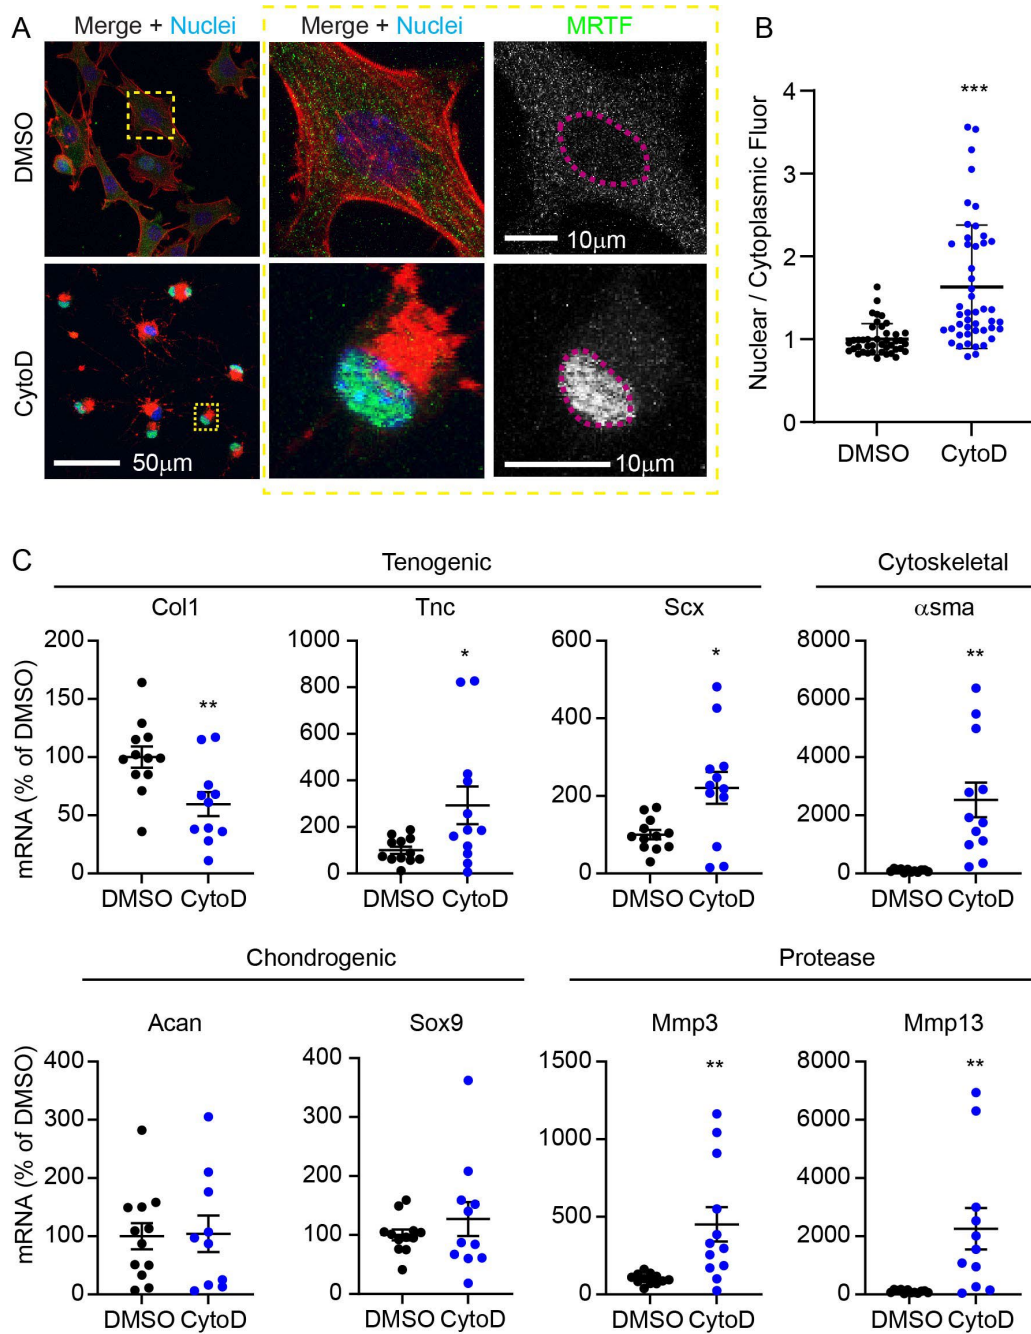 A
Merge + Nuclei
Merge + Nuclei
MRTF
B
DMSO
10μm
CytoD
50μm
10μm
Nuclear / Cytoplasmic Fluor
4
3
2
1
0
***
DMSO
CytoD
C
Tenogenic
Cytoskeletal
Col1
Tnc
Scx
αsma
mRNA (% of DMSO)
200
150
100
50
0
**
DMSO CytoD
1000
800
600
400
200
0
*
DMSO CytoD
600
400
200
0
*
DMSO CytoD
8000
6000
4000
2000
0
**
DMSO CytoD
Chondrogenic
Protease
Acan
Sox9
Mmp3
Mmp13
mRNA (% of DMSO)
400
300
200
100
0
DMSO CytoD
400
300
200
100
0
DMSO CytoD
1500
1000
500
0
**
DMSO CytoD
8000
6000
4000
2000
0
**
DMSO CytoD